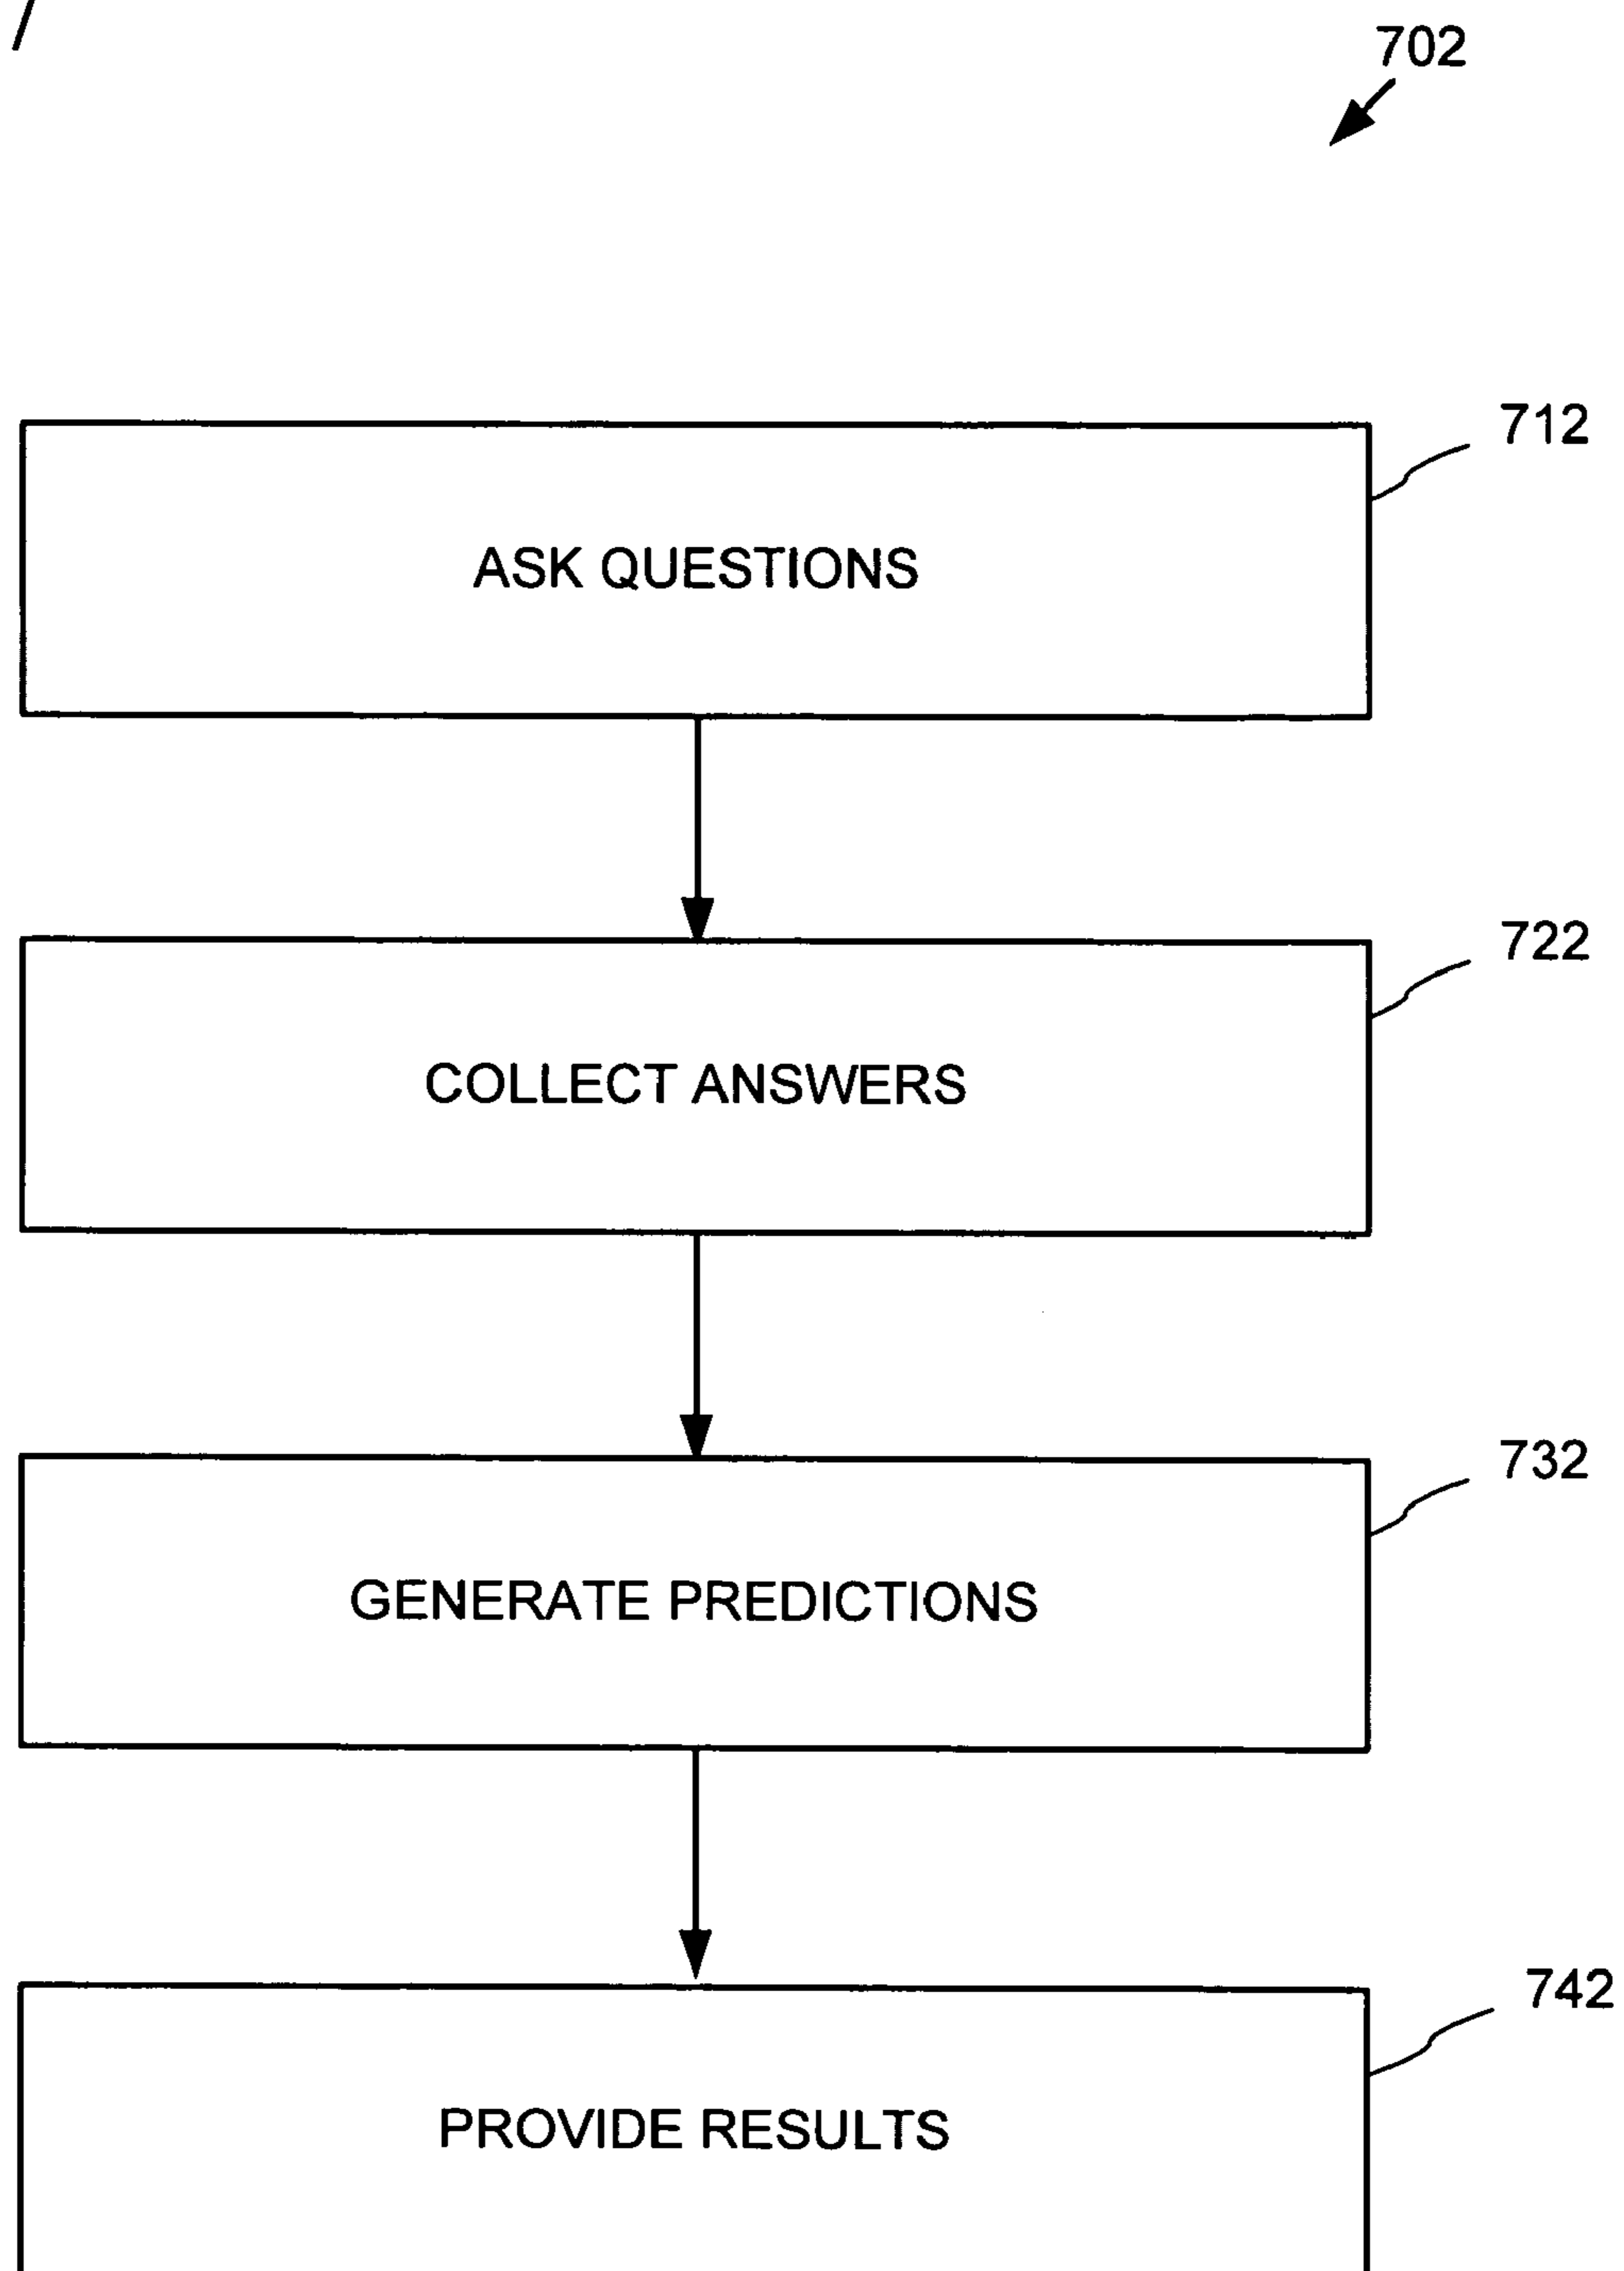 702
712
ASK QUESTIONS
722
COLLECT ANSWERS
732
GENERATE PREDICTIONS
742
PROVIDE RESULTS